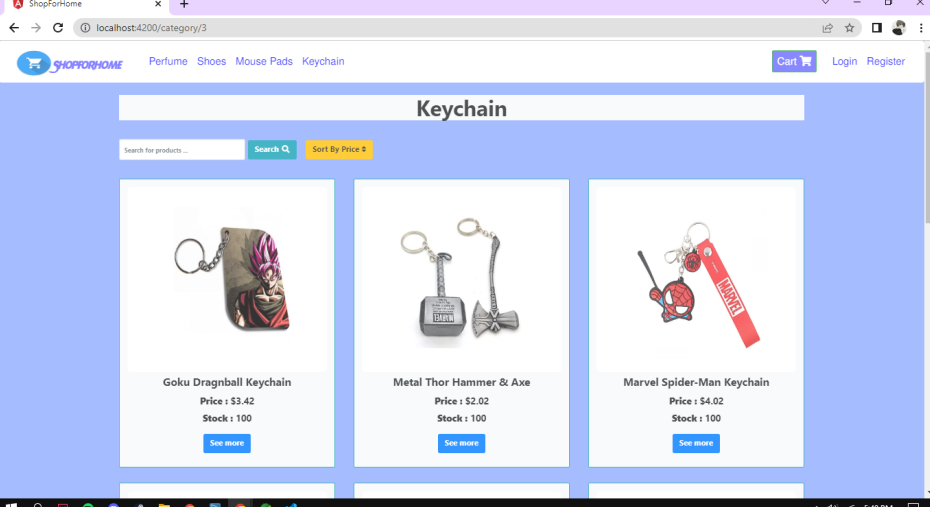 ShopForHome
localhost:4200/category/3
SHOPFORHOME Perfume Shoes Mouse Pads Keychain Cart Login Register
Keychain
Search for products ... Search Sort By Price
MARVEL
Goku Dragnball Keychain Metal Thor Hammer & Axe Marvel Spider-Man Keychain
Price : $3.42 Price : $2.02 Price : $4.02
Stock : 100 Stock : 100 Stock : 100
See more See more See more